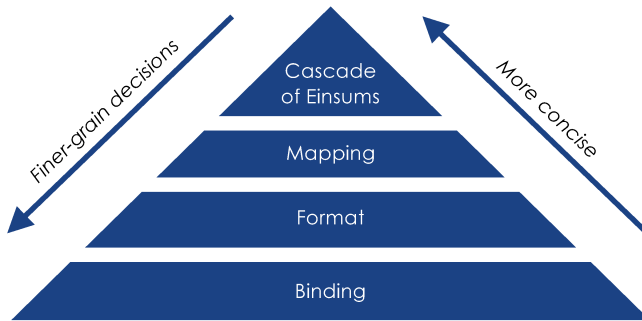 Cascade
of Einsums
Finer-grain decisions
More concise
Mapping
Format
Binding